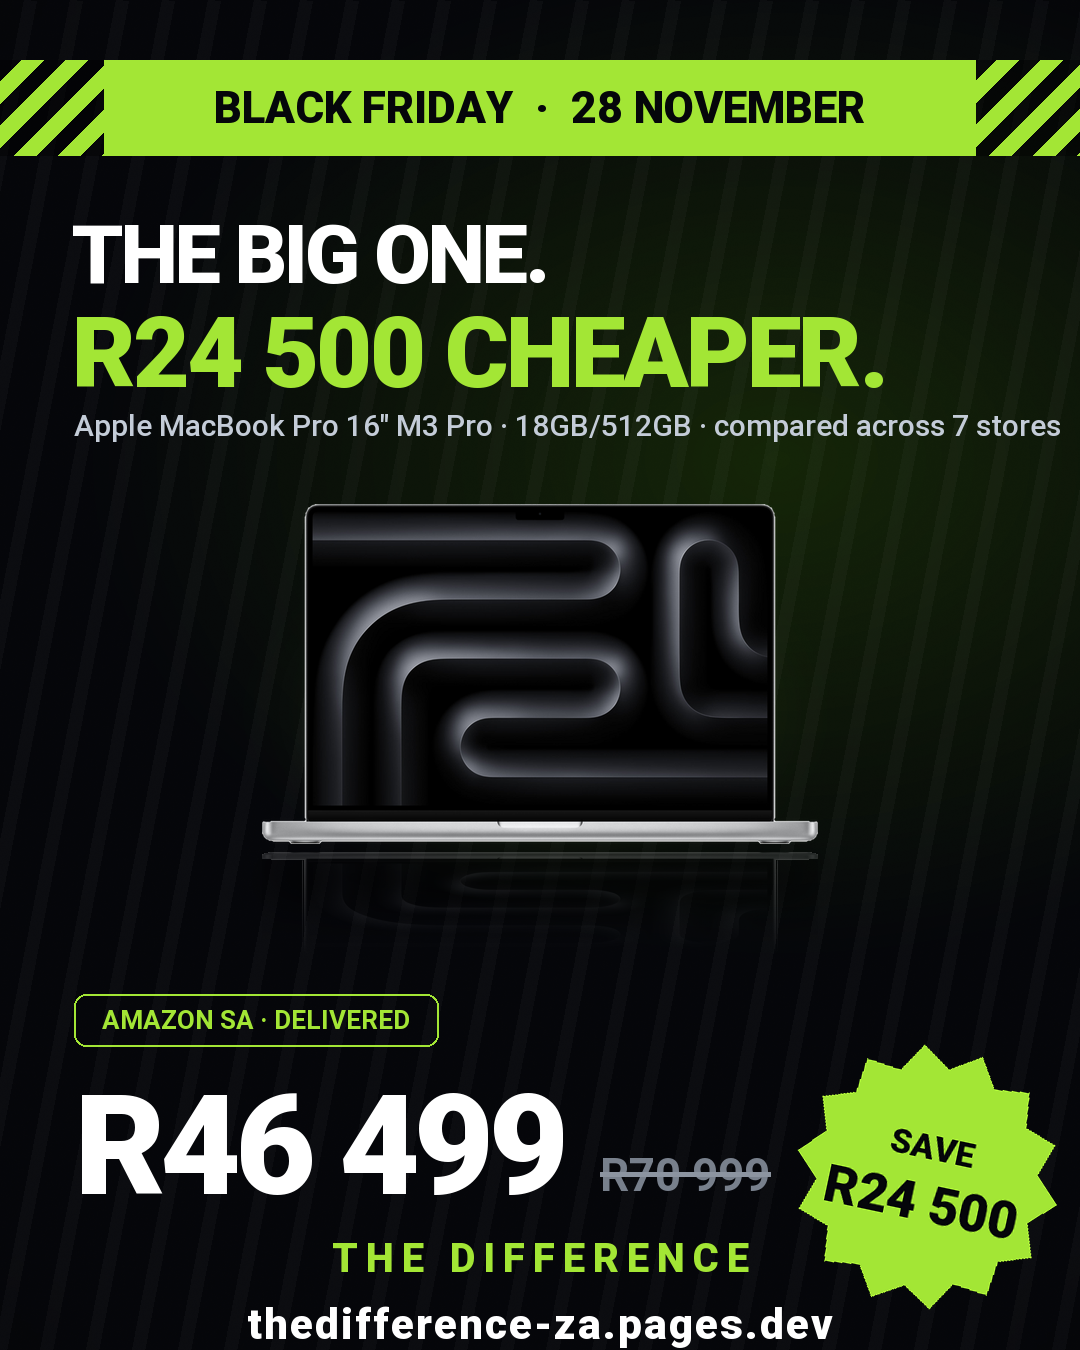 BLACK FRIDAY · 28 NOVEMBER
THE BIG ONE.
R24 500 CHEAPER.
Apple MacBook Pro 16" M3 Pro · 18GB/512GB · compared across 7 stores
AMAZON SA · DELIVERED
R46 499
R70 999
SAVE
R24 500
THE DIFFERENCE
thedifference-za.pages.dev